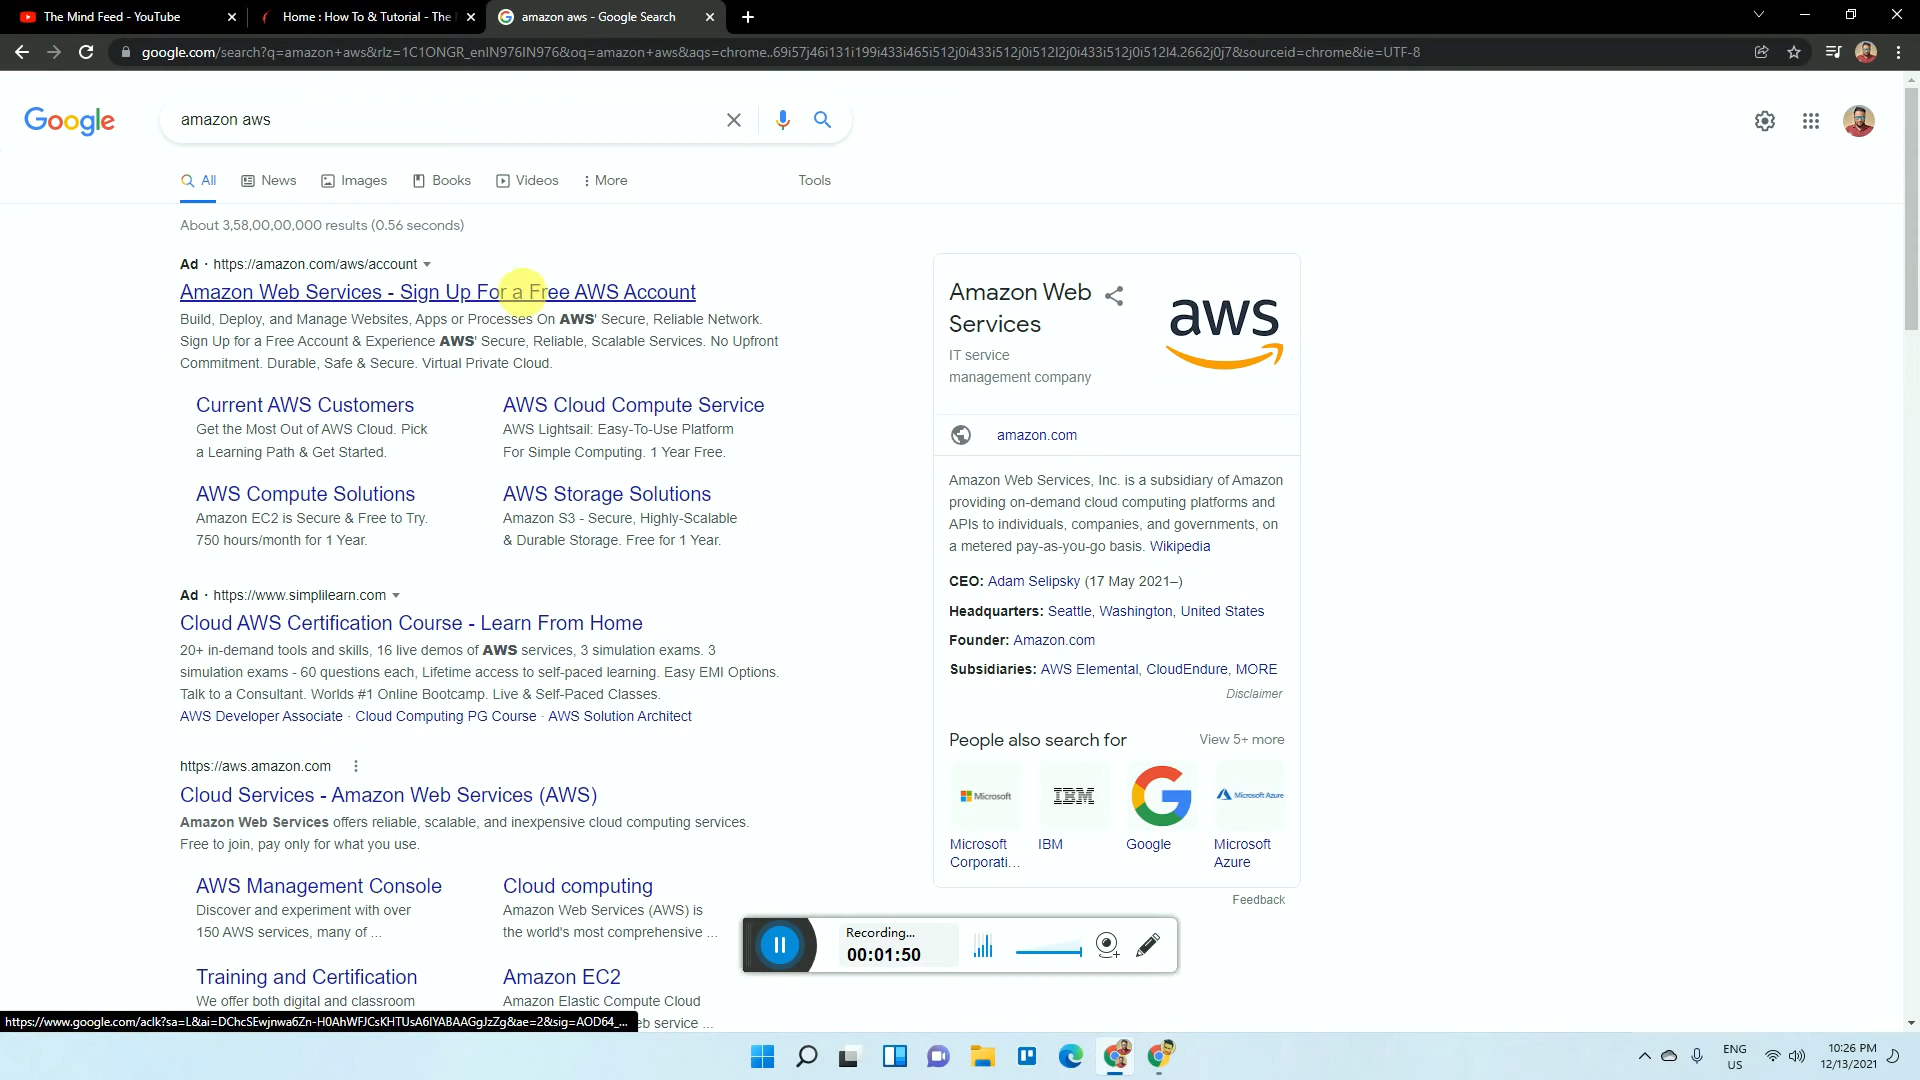 The Mind Feed - YouTube
Home : How To & Tutorial - The
amazon aws - Google Search
google.com/search?q=amazon+aws&rlz=1C1ONGR_enIN976IN976&oq=amazon+aws&aqs=chrome..69i57j46i131i199i433i465i512j0i433i512j0i512l2j0i433i512j0i512l4.2662j0j7&sourceid=chrome&ie=UTF-8
Google
amazon aws
All
News
Images
Books
Videos
More
Tools
About 3,58,00,00,000 results (0.56 seconds)
Ad · https://amazon.com/aws/account
Amazon Web Services - Sign Up For a Free AWS Account
Build, Deploy, and Manage Websites, Apps or Processes On AWS' Secure, Reliable Network.
Sign Up for a Free Account & Experience AWS' Secure, Reliable, Scalable Services. No Upfront
Commitment. Durable, Safe & Secure. Virtual Private Cloud.
Current AWS Customers
Get the Most Out of AWS Cloud. Pick
a Learning Path & Get Started.
AWS Cloud Compute Service
AWS Lightsail: Easy-To-Use Platform
For Simple Computing. 1 Year Free.
AWS Compute Solutions
Amazon EC2 is Secure & Free to Try.
750 hours/month for 1 Year.
AWS Storage Solutions
Amazon S3 - Secure, Highly-Scalable
& Durable Storage. Free for 1 Year.
Ad · https://www.simplilearn.com
Cloud AWS Certification Course - Learn From Home
20+ in-demand tools and skills, 16 live demos of AWS services, 3 simulation exams. 3
simulation exams - 60 questions each, Lifetime access to self-paced learning. Easy EMI Options.
Talk to a Consultant. Worlds #1 Online Bootcamp. Live & Self-Paced Classes.
AWS Developer Associate · Cloud Computing PG Course · AWS Solution Architect
https://aws.amazon.com
Cloud Services - Amazon Web Services (AWS)
Amazon Web Services offers reliable, scalable, and inexpensive cloud computing services.
Free to join, pay only for what you use.
AWS Management Console
Discover and experiment with over
150 AWS services, many of ...
Cloud computing
Amazon Web Services (AWS) is
the world's most comprehensive ...
Training and Certification
We offer both digital and classroom
Amazon EC2
Amazon Elastic Compute Cloud
eb service ...
https://www.google.com/aclk?sa=L&ai=DChcSEwjnwa6Zn-H0AhWFJCsKHTUsA6IYABAAGgJzZg&ae=2&sig=AOD64_...
Amazon Web
Services
IT service
management company
aws
amazon.com
Amazon Web Services, Inc. is a subsidiary of Amazon
providing on-demand cloud computing platforms and
APIs to individuals, companies, and governments, on
a metered pay-as-you-go basis. Wikipedia
CEO: Adam Selipsky (17 May 2021–)
Headquarters: Seattle, Washington, United States
Founder: Amazon.com
Subsidiaries: AWS Elemental, CloudEndure, MORE
Disclaimer
People also search for
View 5+ more
Microsoft
IBM
Microsoft Azure
Microsoft
Corporati...
IBM
Google
Microsoft
Azure
Feedback
Recording...
00:01:50
ENG
US
10:26 PM
12/13/2021